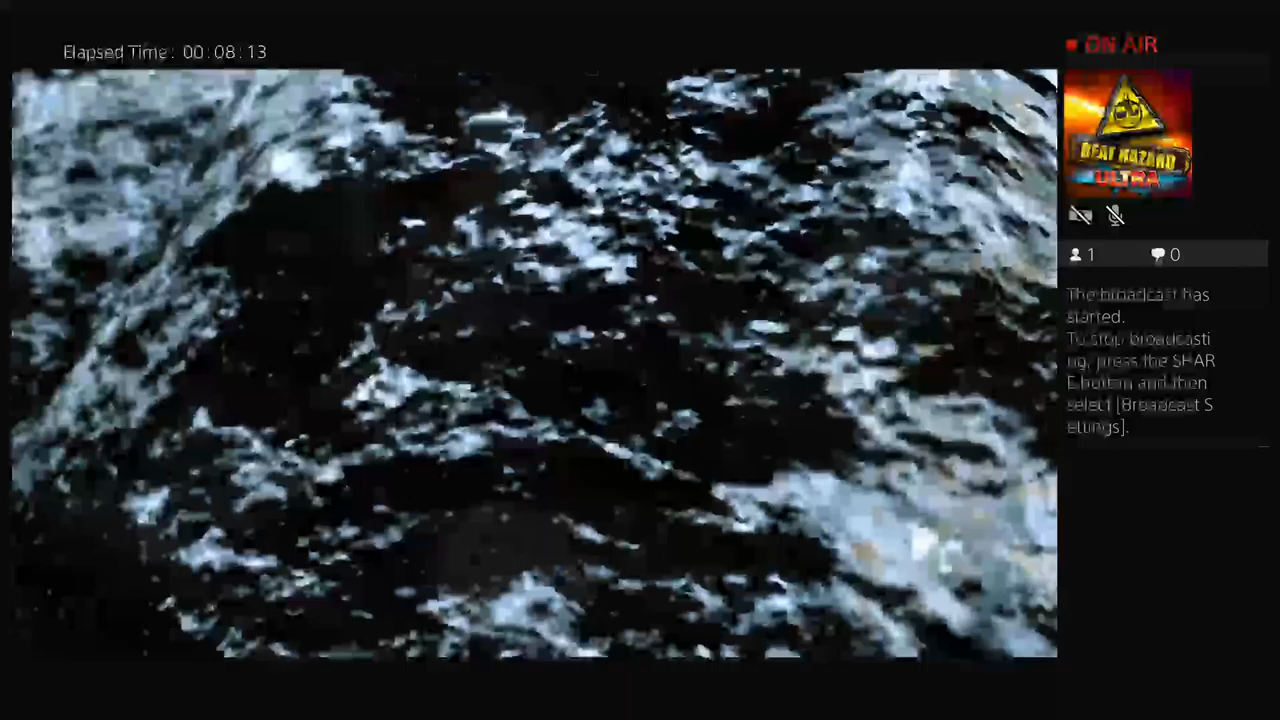 Elapsed Time : 00:08:13
ON AIR
BEAT HAZARD
ULTRA
1
0
The broadcast has
started.
To stop broadcasti
ng, press the SHAR
E button and then
select [Broadcast S
ettings].